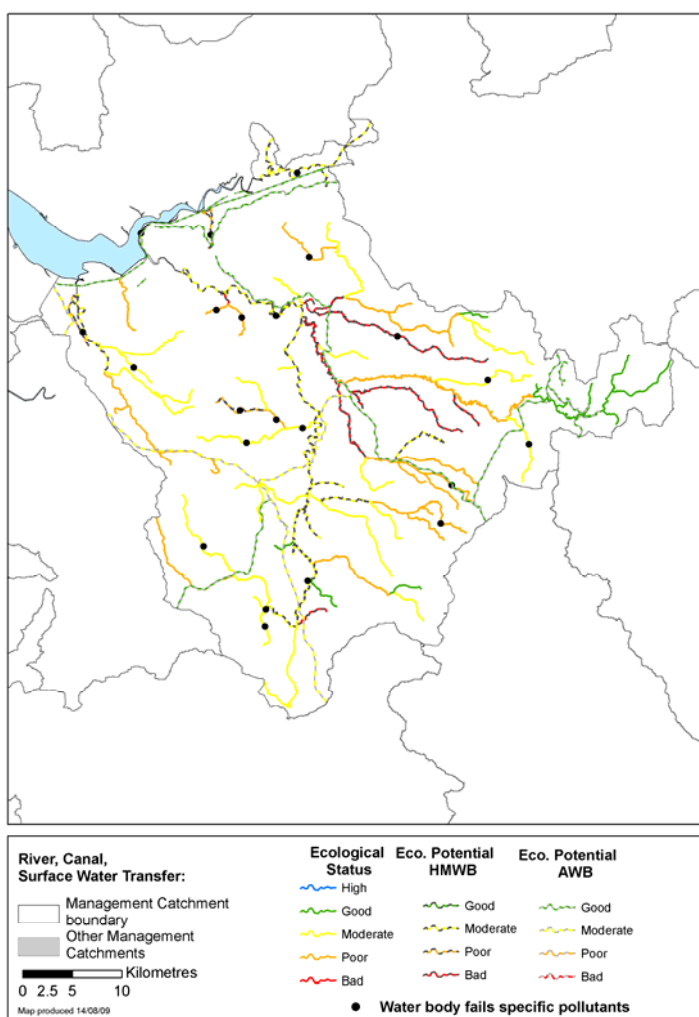 River, Canal,
Surface Water Transfer:
Management Catchment
boundary
Other Management
Catchments
Kilometres
0 2.5 5 10
Map produced 14/08/09
Ecological
Status
High
Good
Moderate
Poor
Bad
Eco. Potential
HMWB
Good
Moderate
Poor
Bad
Eco. Potential
AWB
Good
Moderate
Poor
Bad
Water body fails specific pollutants